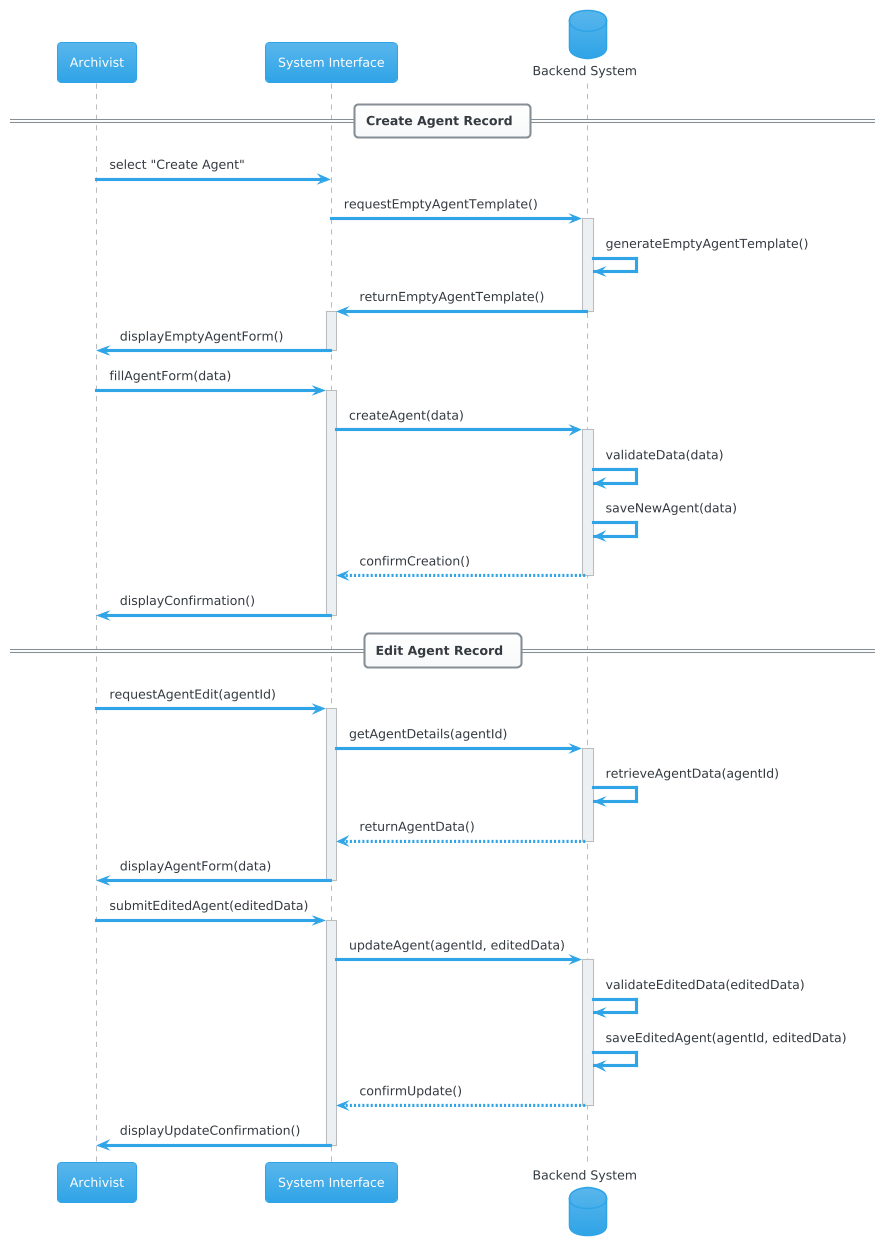 Archivist
System Interface
Backend System
Create Agent Record
select "Create Agent"
requestEmptyAgentTemplate()
generateEmptyAgentTemplate()
returnEmptyAgentTemplate()
displayEmptyAgentForm()
fillAgentForm(data)
createAgent(data)
validateData(data)
saveNewAgent(data)
confirmCreation()
displayConfirmation()
Edit Agent Record
requestAgentEdit(agentId)
getAgentDetails(agentId)
retrieveAgentData(agentId)
returnAgentData()
displayAgentForm(data)
submitEditedAgent(editedData)
updateAgent(agentId, editedData)
validateEditedData(editedData)
saveEditedAgent(agentId, editedData)
confirmUpdate()
displayUpdateConfirmation()
Archivist
System Interface
Backend System